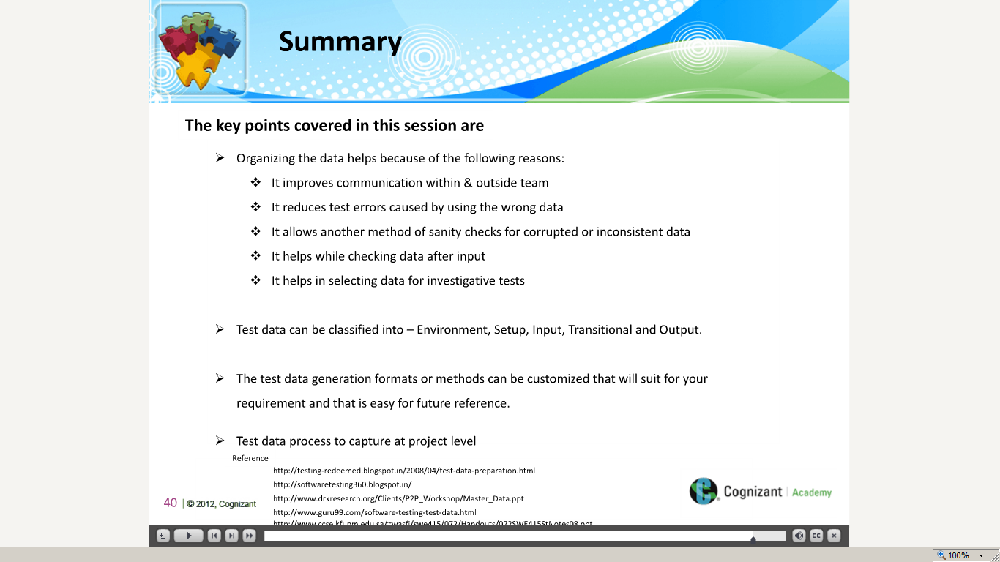 Summary
The key points covered in this session are
Organizing the data helps because of the following reasons:
It improves communication within & outside team
It reduces test errors caused by using the wrong data
It allows another method of sanity checks for corrupted or inconsistent data
It helps while checking data after input
It helps in selecting data for investigative tests
Test data can be classified into – Environment, Setup, Input, Transitional and Output.
The test data generation formats or methods can be customized that will suit for your
requirement and that is easy for future reference.
Test data process to capture at project level
Reference
http://testing-redeemed.blogspot.in/2008/04/test-data-preparation.html
http://softwaretesting360.blogspot.in/
http://www.drkresearch.org/Clients/P2P_Workshop/Master_Data.ppt
http://www.guru99.com/software-testing-test-data.html
http://www.ccse.kfupm.edu.sa/~wasfi/swe415/072/Handouts/072SWE415StNotes08.ppt
40 | © 2012, Cognizant
Cognizant | Academy
CC
100%